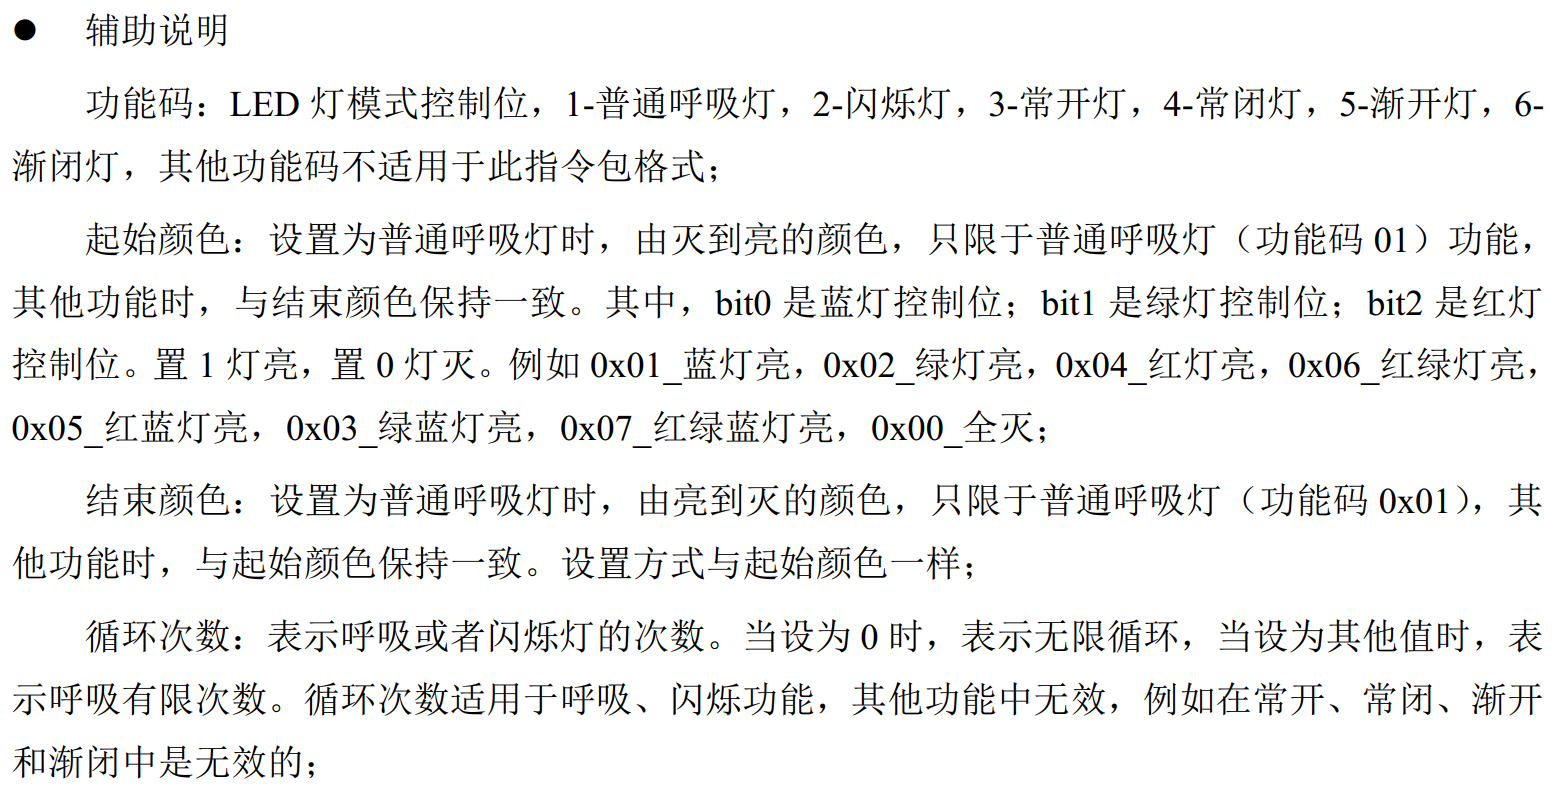 ● 辅助说明
功能码：LED 灯模式控制位，1-普通呼吸灯，2-闪烁灯，3-常开灯，4-常闭灯，5-渐开灯，6-
渐闭灯，其他功能码不适用于此指令包格式；
起始颜色：设置为普通呼吸灯时，由灭到亮的颜色，只限于普通呼吸灯（功能码 01）功能，
其他功能时，与结束颜色保持一致。其中，bit0 是蓝灯控制位；bit1 是绿灯控制位；bit2 是红灯
控制位。置 1 灯亮，置 0 灯灭。例如 0x01_蓝灯亮，0x02_绿灯亮，0x04_红灯亮，0x06_红绿灯亮，
0x05_红蓝灯亮，0x03_绿蓝灯亮，0x07_红绿蓝灯亮，0x00_全灭；
结束颜色：设置为普通呼吸灯时，由亮到灭的颜色，只限于普通呼吸灯（功能码 0x01），其
他功能时，与起始颜色保持一致。设置方式与起始颜色一样；
循环次数：表示呼吸或者闪烁灯的次数。当设为 0 时，表示无限循环，当设为其他值时，表
示呼吸有限次数。循环次数适用于呼吸、闪烁功能，其他功能中无效，例如在常开、常闭、渐开
和渐闭中是无效的；